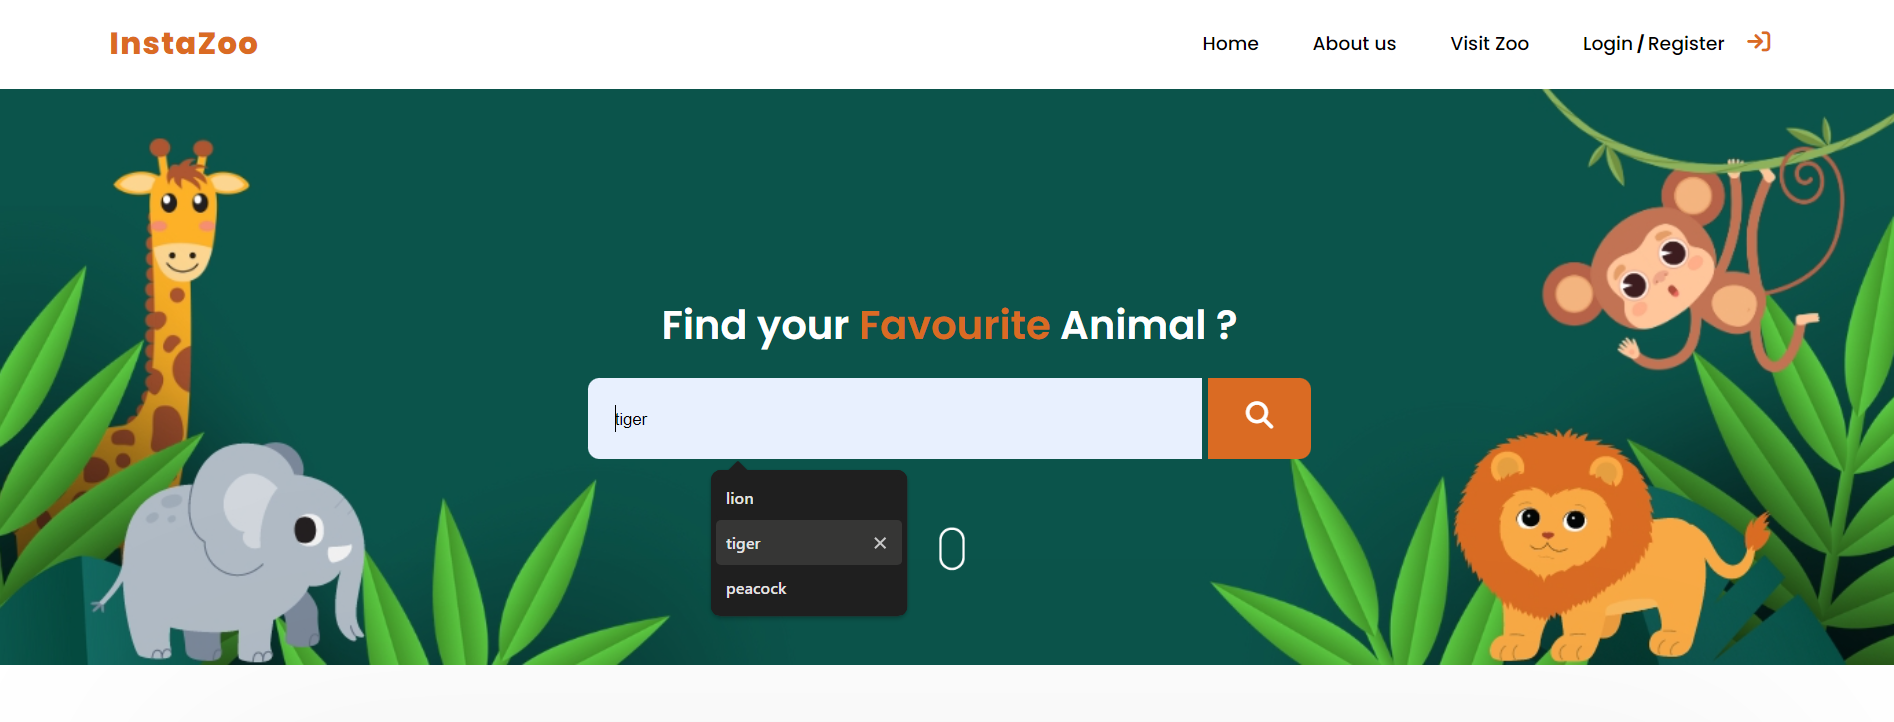 InstaZoo
Home About us Visit Zoo Login / Register
Find your Favourite Animal ?
tiger
lion
tiger
peacock